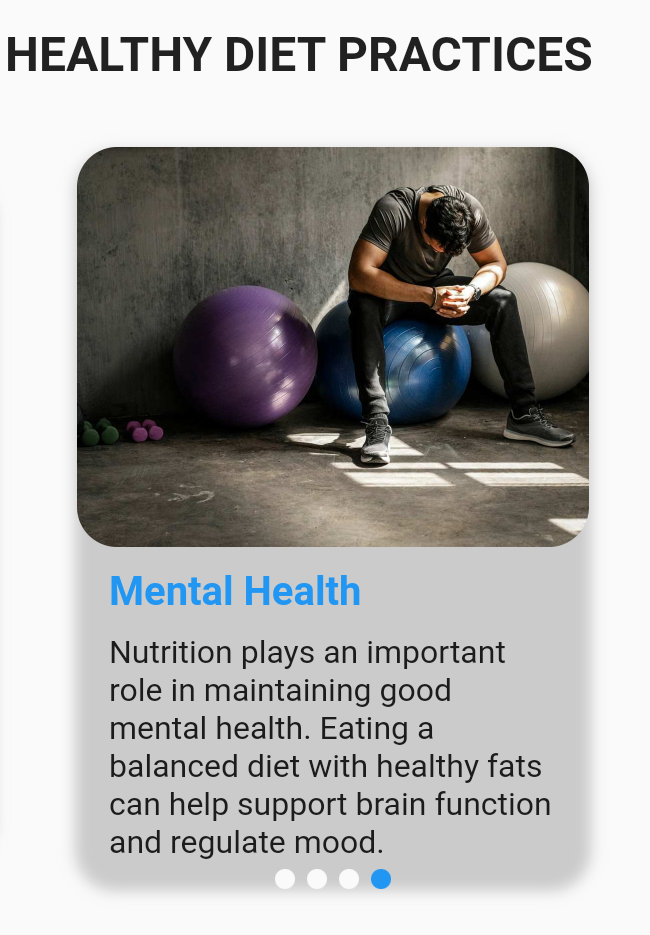 HEALTHY DIET PRACTICES
Mental Health
Nutrition plays an important
role in maintaining good
mental health. Eating a
balanced diet with healthy fats
can help support brain function
and regulate mood.